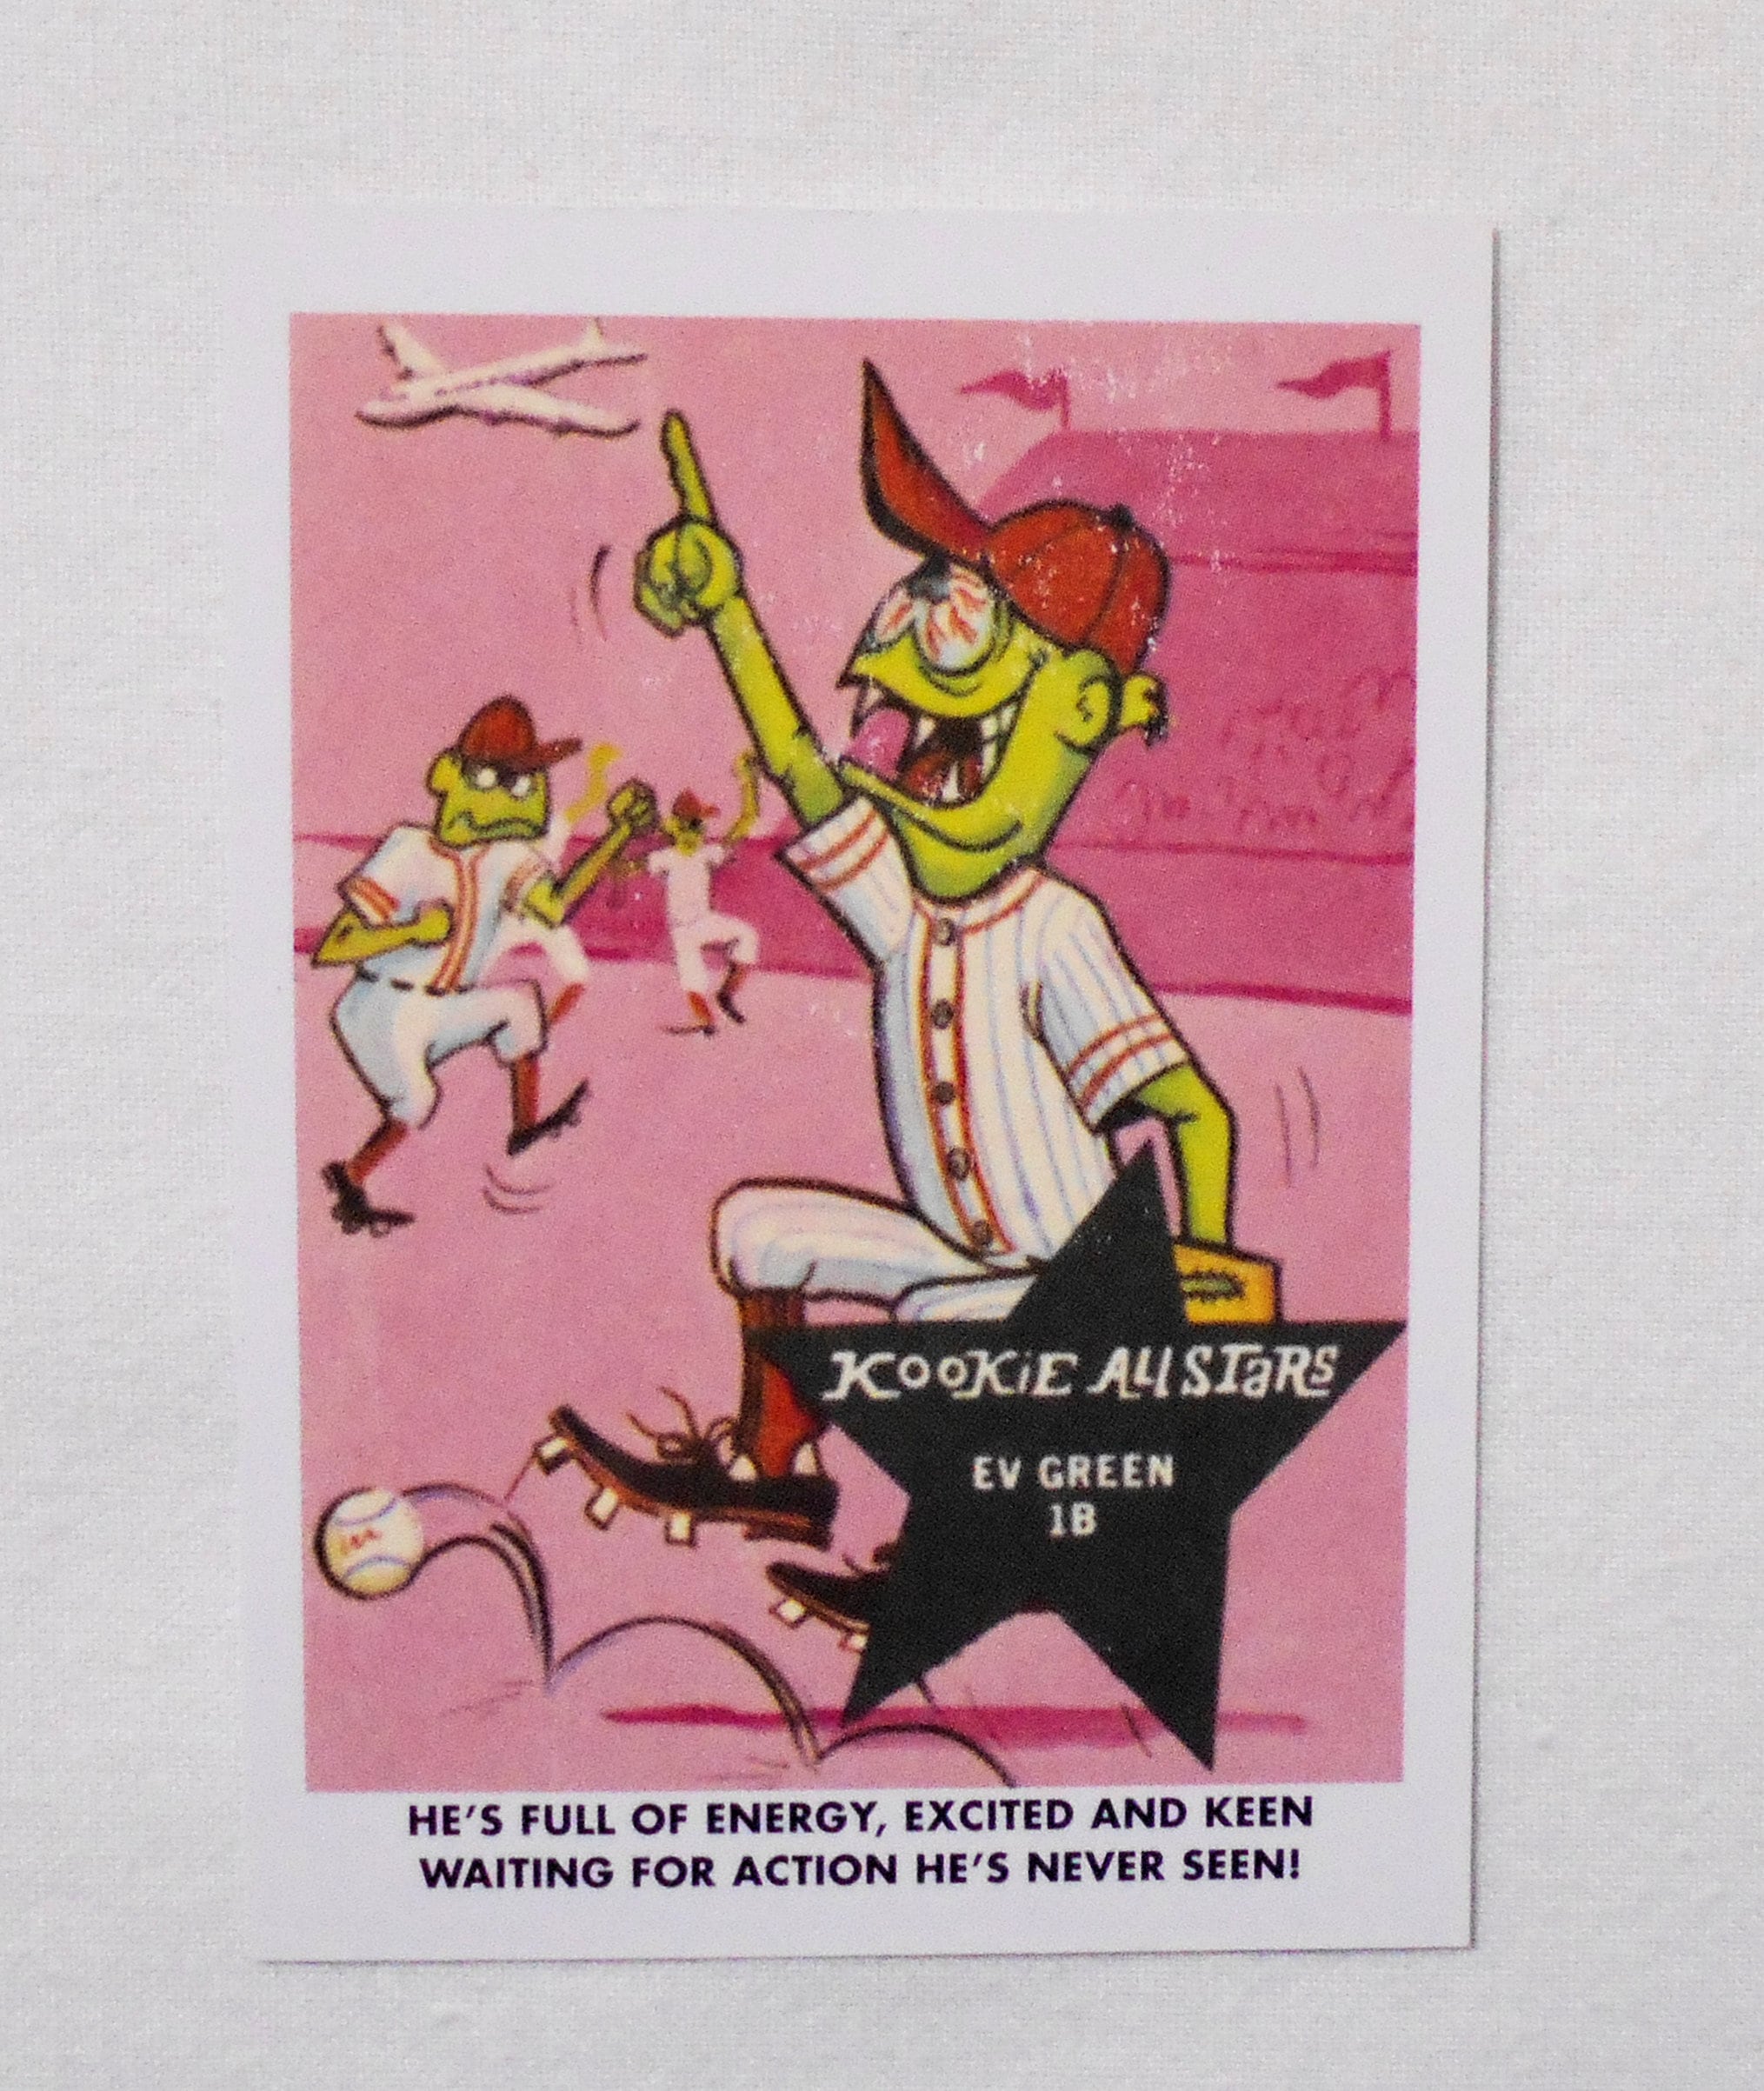 KOOKiE ALL STaRS
EV GREEN
1B
HE'S FULL OF ENERGY, EXCITED AND KEEN
WAITING FOR ACTION HE'S NEVER SEEN!